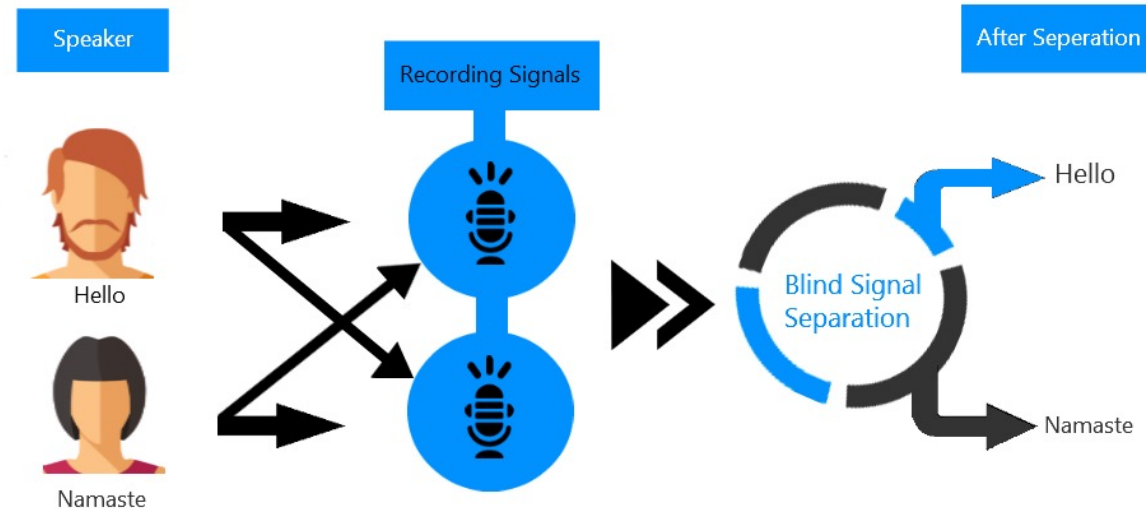 Speaker
Recording Signals
After Seperation
Hello
Namaste
Blind Signal
Separation
Hello
Namaste